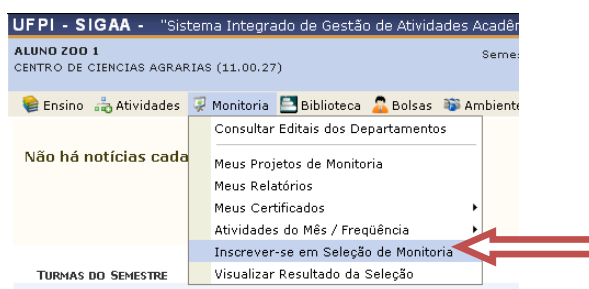 UFPI - SIGAA - "Sistema Integrado de Gestão de Atividades Acadêm
ALUNO ZOO 1
Seme
CENTRO DE CIENCIAS AGRARIAS (11.00.27)
Ensino Atividades Monitoria Biblioteca Bolsas Ambiente
Consultar Editais dos Departamentos
Não há notícias cada
Meus Projetos de Monitoria
Meus Relatórios
Meus Certificados
Atividades do Mês / Freqüência
Inscrever-se em Seleção de Monitoria
TURMAS DO SEMESTRE
Visualizar Resultado da Seleção